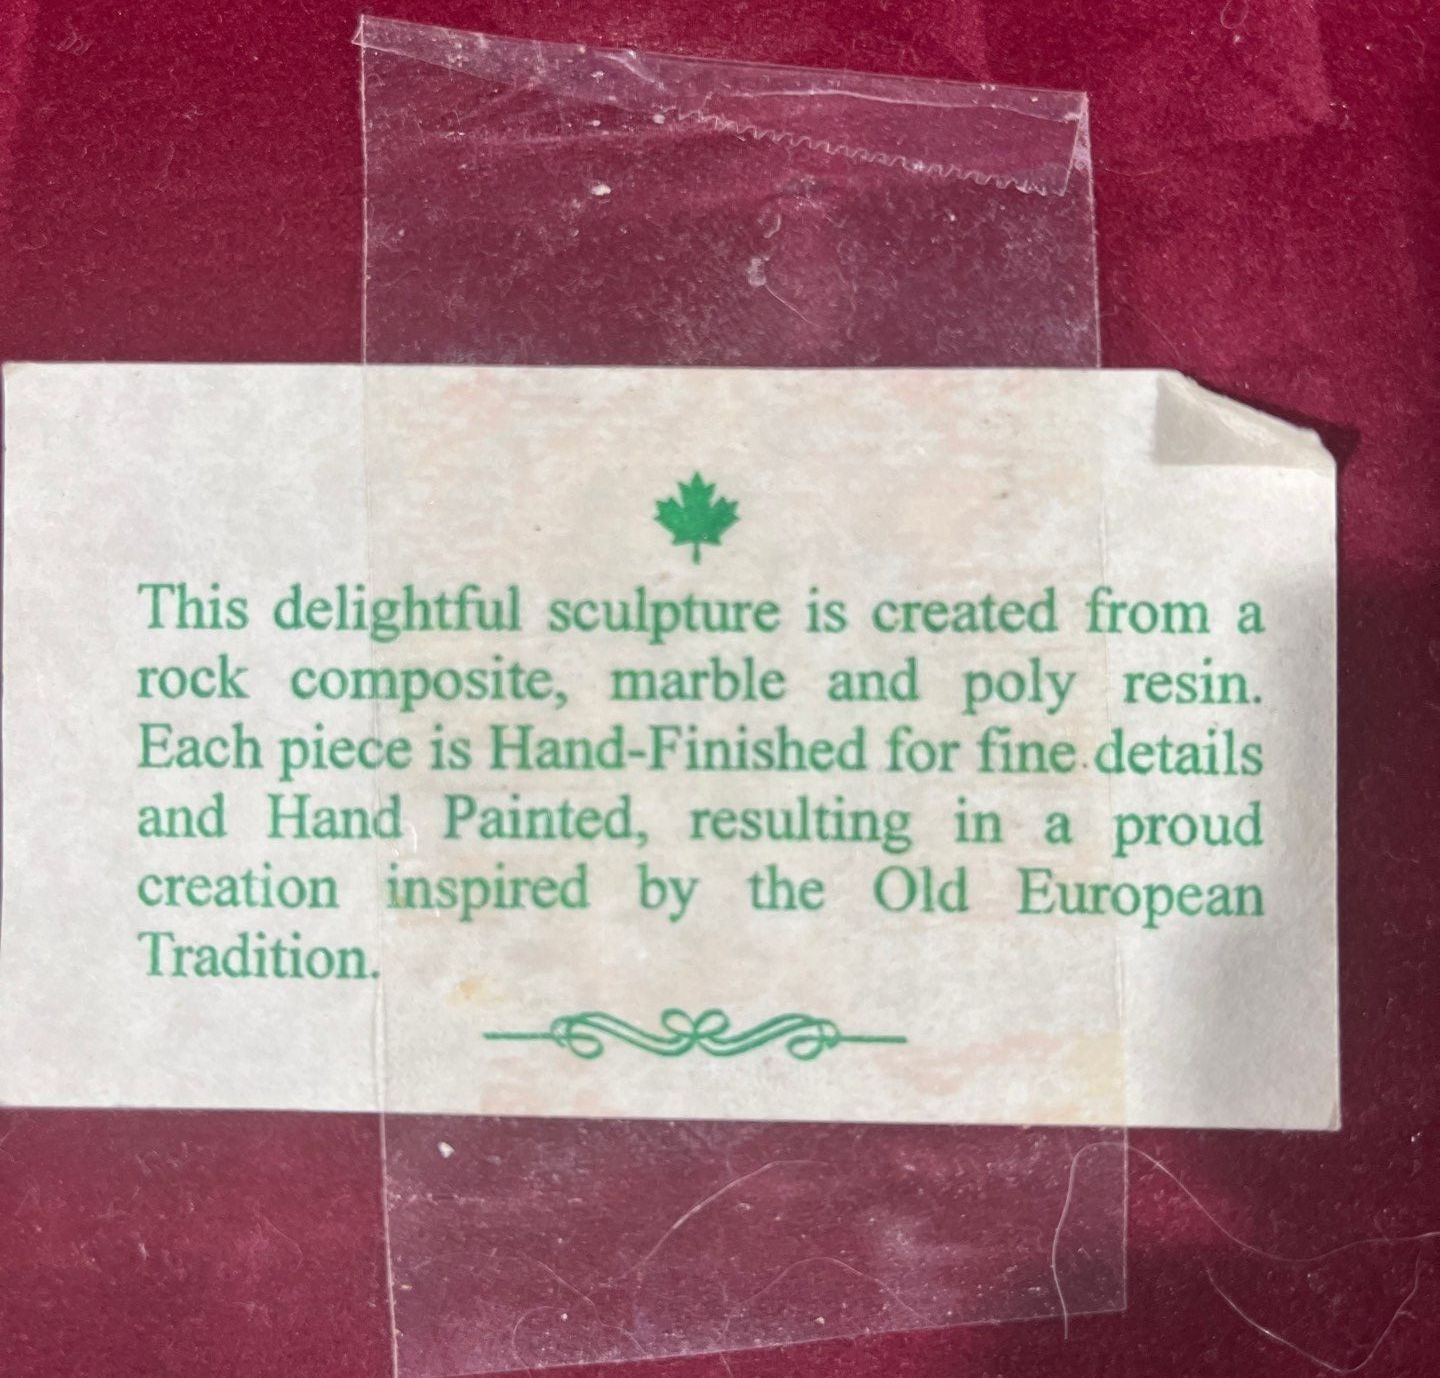 This delightful sculpture is created from a
rock composite, marble and poly resin.
Each piece is Hand-Finished for fine details
and Hand Painted, resulting in a proud
creation inspired by the Old European
Tradition.